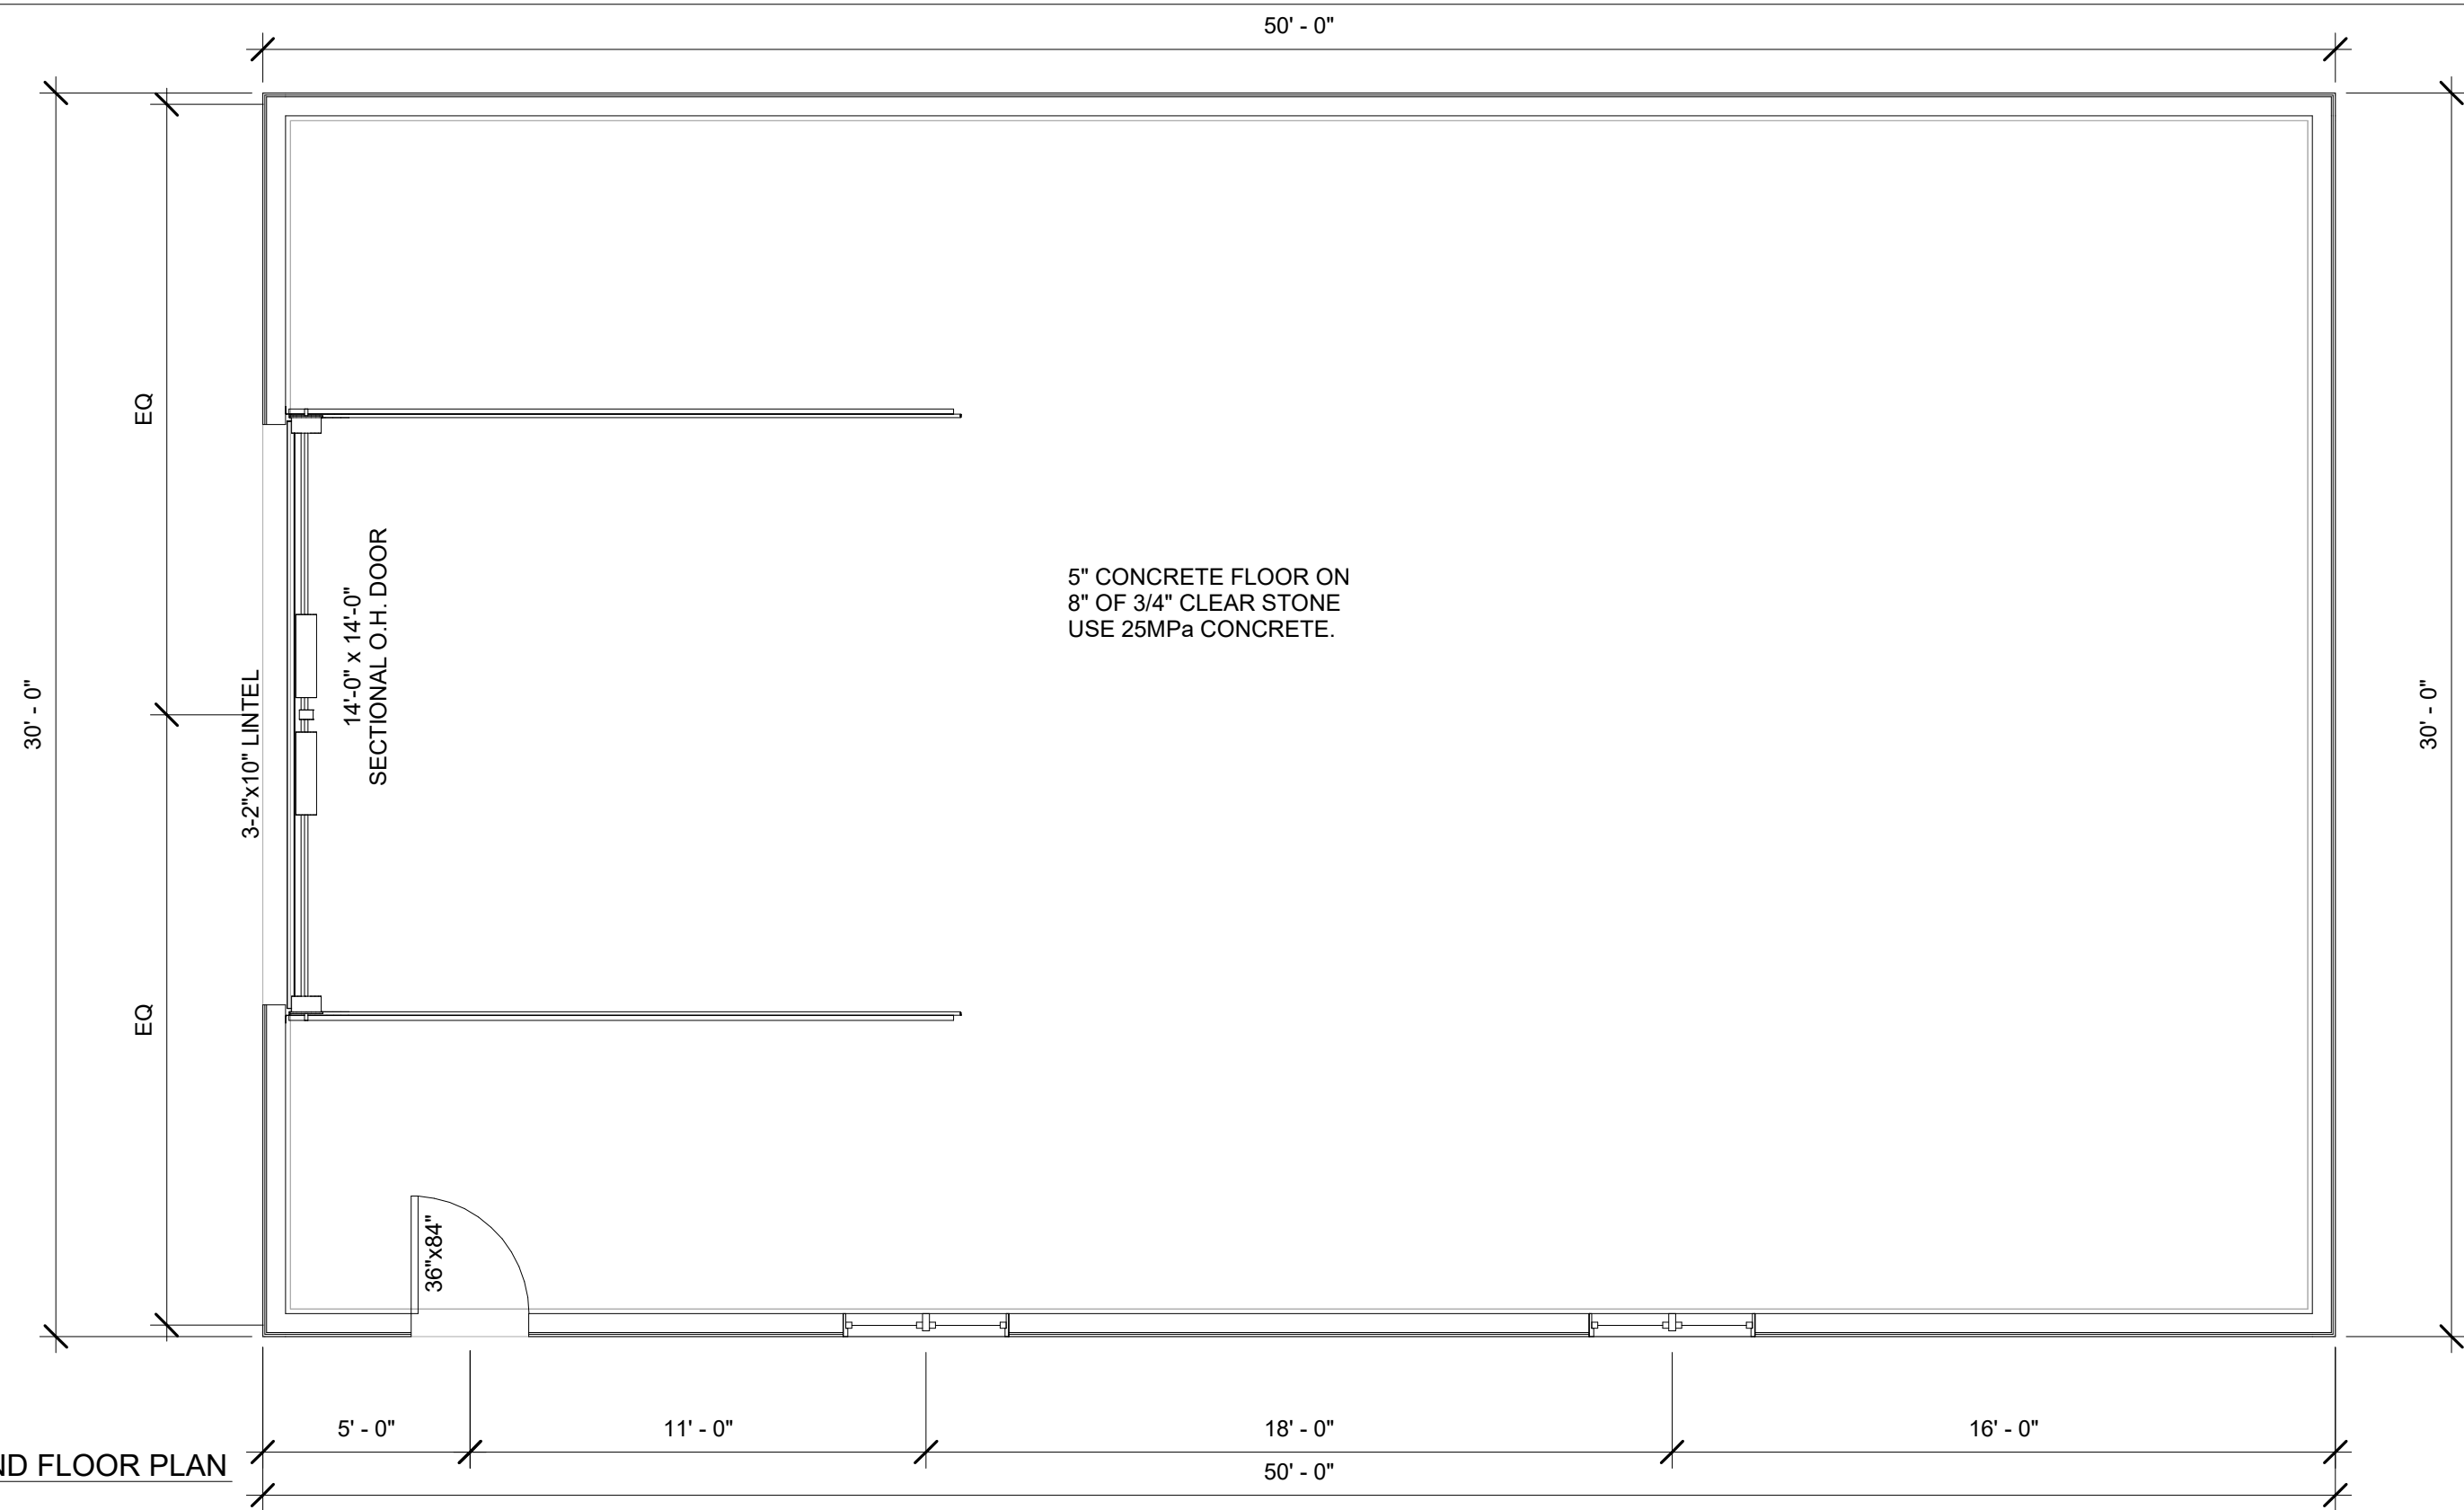 50' - 0"
EQ
5" CONCRETE FLOOR ON
8" OF 3/4" CLEAR STONE
USE 25MPa CONCRETE.
14'-0" x 14'-0"
SECTIONAL O.H. DOOR
3-2"x10" LINTEL
30' - 0"
30' - 0"
EQ
36"x84"
5' - 0"
11' - 0"
18' - 0"
16' - 0"
ND FLOOR PLAN
50' - 0"